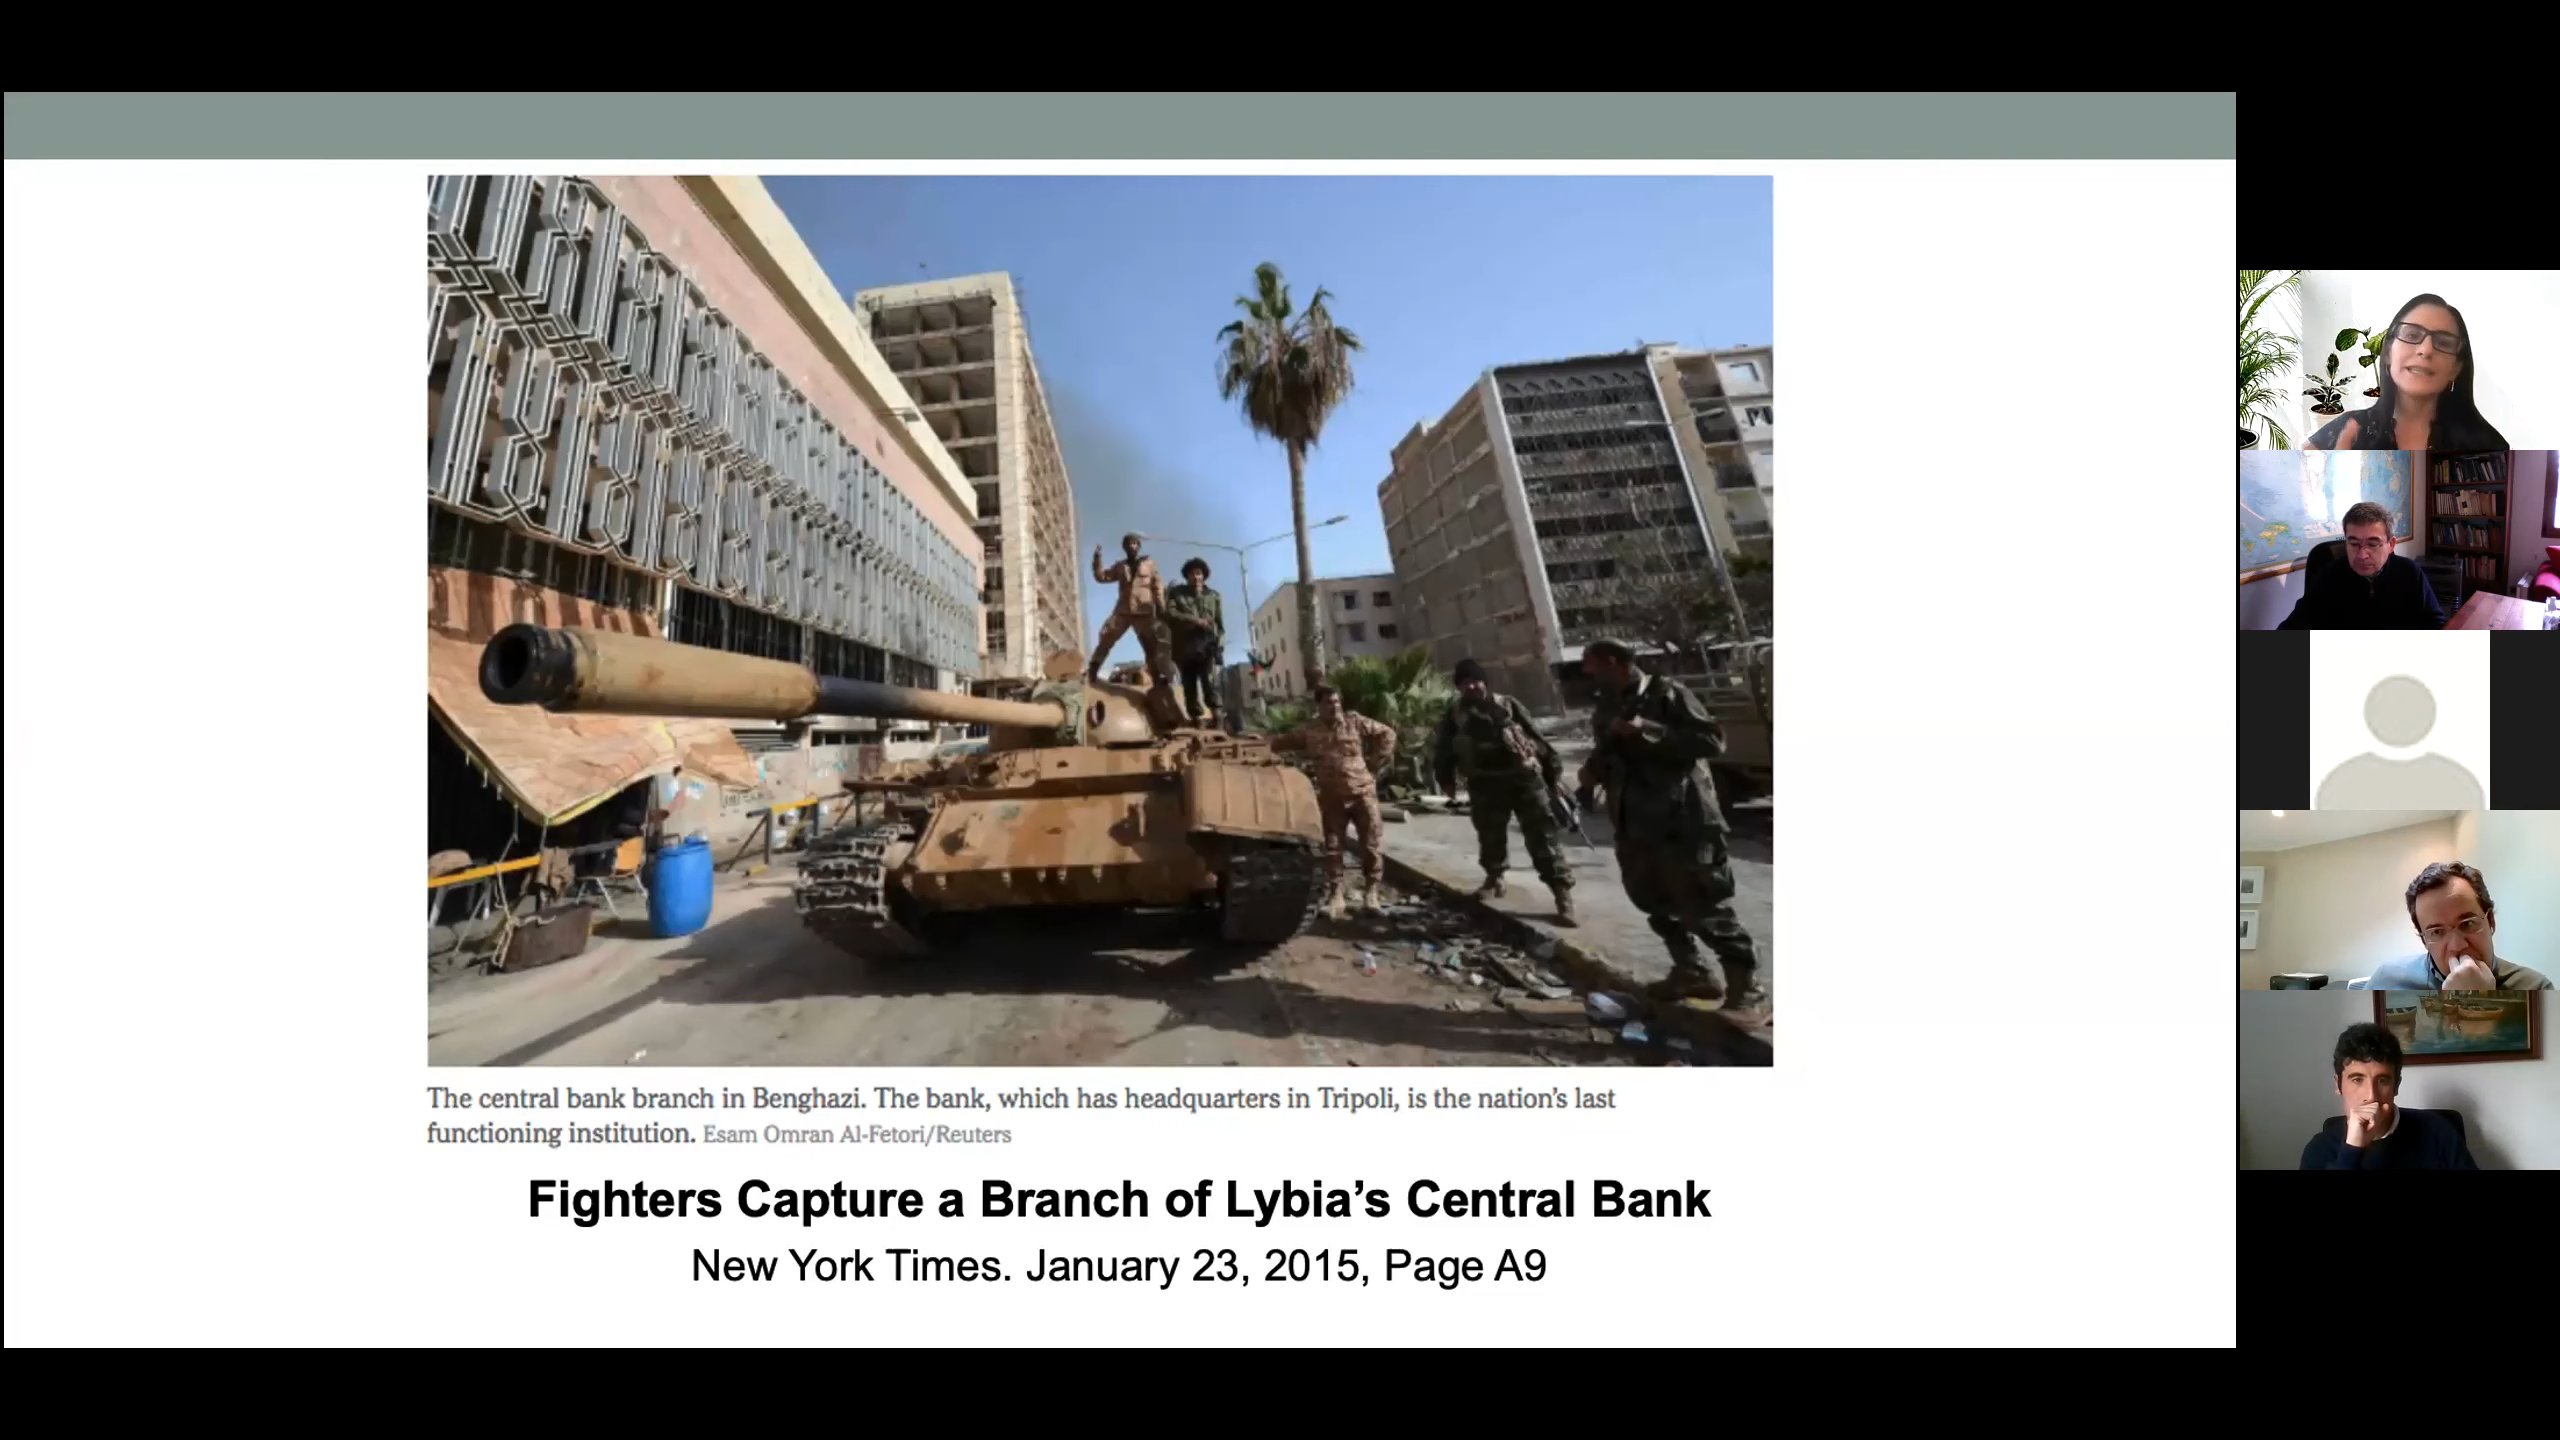 The central bank branch in Benghazi. The bank, which has headquarters in Tripoli, is the nation’s last
functioning institution. Esam Omran Al-Fetori/Reuters
Fighters Capture a Branch of Lybia’s Central Bank
New York Times. January 23, 2015, Page A9